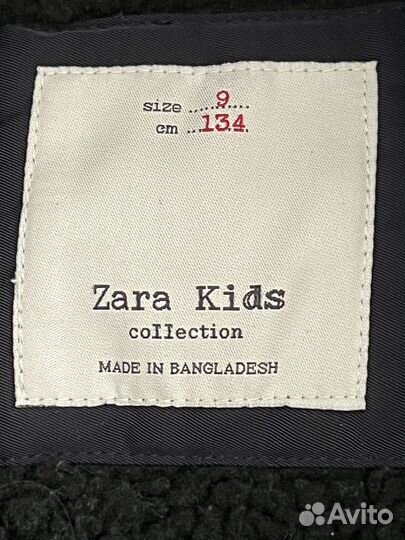 size ......9....
cm ...134..
Zara Kids
collection
MADE IN BANGLADESH
Avito